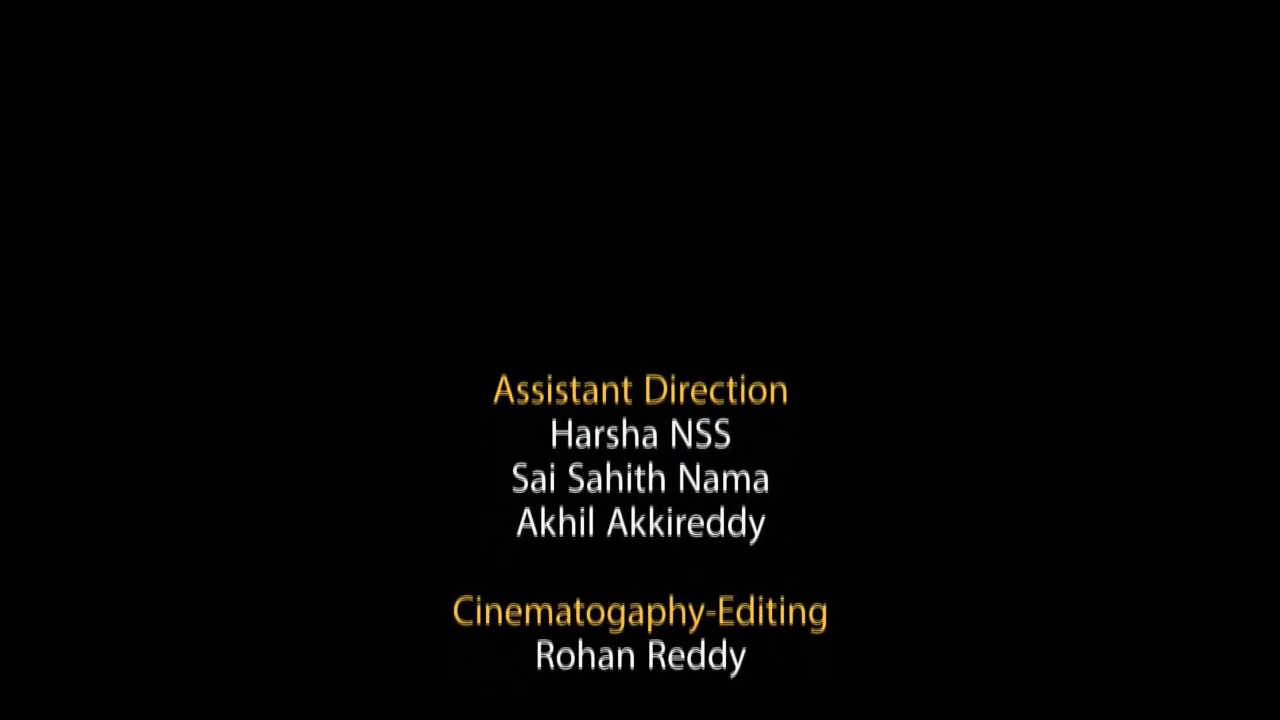 Assistant Direction
Harsha NSS
Sai Sahith Nama
Akhil Akkireddy
Cinematogaphy-Editing
Rohan Reddy